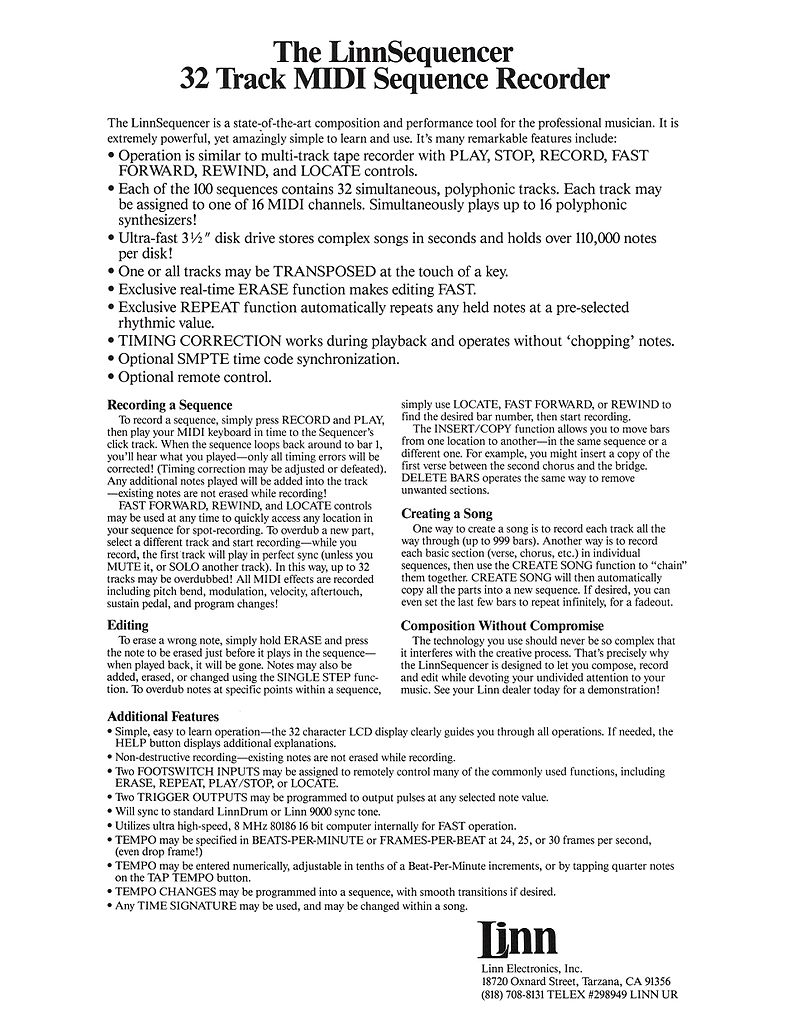 The LinnSequencer
32 Track MIDI Sequence Recorder
The LinnSequencer is a state-of-the-art composition and performance tool for the professional musician. It is
extremely powerful, yet amazingly simple to learn and use. It's many remarkable features include:
• Operation is similar to multi-track tape recorder with PLAY, STOP, RECORD, FAST
FORWARD, REWIND, and LOCATE controls.
• Each of the 100 sequences contains 32 simultaneous, polyphonic tracks. Each track may
be assigned to one of 16 MIDI channels. Simultaneously plays up to 16 polyphonic
synthesizers!
• Ultra-fast 3½" disk drive stores complex songs in seconds and holds over 110,000 notes
per disk!
• One or all tracks may be TRANSPOSED at the touch of a key.
• Exclusive real-time ERASE function makes editing FAST.
• Exclusive REPEAT function automatically repeats any held notes at a pre-selected
rhythmic value.
• TIMING CORRECTION works during playback and operates without 'chopping' notes.
• Optional SMPTE time code synchronization.
• Optional remote control.
Recording a Sequence
To record a sequence, simply press RECORD and PLAY,
then play your MIDI keyboard in time to the Sequencer's
click track. When the sequence loops back around to bar 1,
you'll hear what you played—only all timing errors will be
corrected! (Timing correction may be adjusted or defeated).
Any additional notes played will be added into the track
—existing notes are not erased while recording!
FAST FORWARD, REWIND, and LOCATE controls
may be used at any time to quickly access any location in
your sequence for spot-recording. To overdub a new part,
select a different track and start recording—while you
record, the first track will play in perfect sync (unless you
MUTE it, or SOLO another track). In this way, up to 32
tracks may be overdubbed! All MIDI effects are recorded
including pitch bend, modulation, velocity, aftertouch,
sustain pedal, and program changes!
Editing
To erase a wrong note, simply hold ERASE and press
the note to be erased just before it plays in the sequence—
when played back, it will be gone. Notes may also be
added, erased, or changed using the SINGLE STEP func-
tion. To overdub notes at specific points within a sequence,
simply use LOCATE, FAST FORWARD, or REWIND to
find the desired bar number, then start recording.
The INSERT/COPY function allows you to move bars
from one location to another—in the same sequence or a
different one. For example, you might insert a copy of the
first verse between the second chorus and the bridge.
DELETE BARS operates the same way to remove
unwanted sections.
Creating a Song
One way to create a song is to record each track all the
way through (up to 999 bars). Another way is to record
each basic section (verse, chorus, etc.) in individual
sequences, then use the CREATE SONG function to "chain"
them together. CREATE SONG will then automatically
copy all the parts into a new sequence. If desired, you can
even set the last few bars to repeat infinitely, for a fadeout.
Composition Without Compromise
The technology you use should never be so complex that
it interferes with the creative process. That's precisely why
the LinnSequencer is designed to let you compose, record
and edit while devoting your undivided attention to your
music. See your Linn dealer today for a demonstration!
Additional Features
• Simple, easy to learn operation—the 32 character LCD display clearly guides you through all operations. If needed, the
HELP button displays additional explanations.
• Non-destructive recording—existing notes are not erased while recording.
• Two FOOTSWITCH INPUTS may be assigned to remotely control many of the commonly used functions, including
ERASE, REPEAT, PLAY/STOP, or LOCATE.
• Two TRIGGER OUTPUTS may be programmed to output pulses at any selected note value.
• Will sync to standard LinnDrum or Linn 9000 sync tone.
• Utilizes ultra high-speed, 8 MHz 80186 16 bit computer internally for FAST operation.
• TEMPO may be specified in BEATS-PER-MINUTE or FRAMES-PER-BEAT at 24, 25, or 30 frames per second,
(even drop frame!)
• TEMPO may be entered numerically, adjustable in tenths of a Beat-Per-Minute increments, or by tapping quarter notes
on the TAP TEMPO button.
• TEMPO CHANGES may be programmed into a sequence, with smooth transitions if desired.
• Any TIME SIGNATURE may be used, and may be changed within a song.
Linn
Linn Electronics, Inc.
18720 Oxnard Street, Tarzana, CA 91356
(818) 708-8131 TELEX #298949 LINN UR